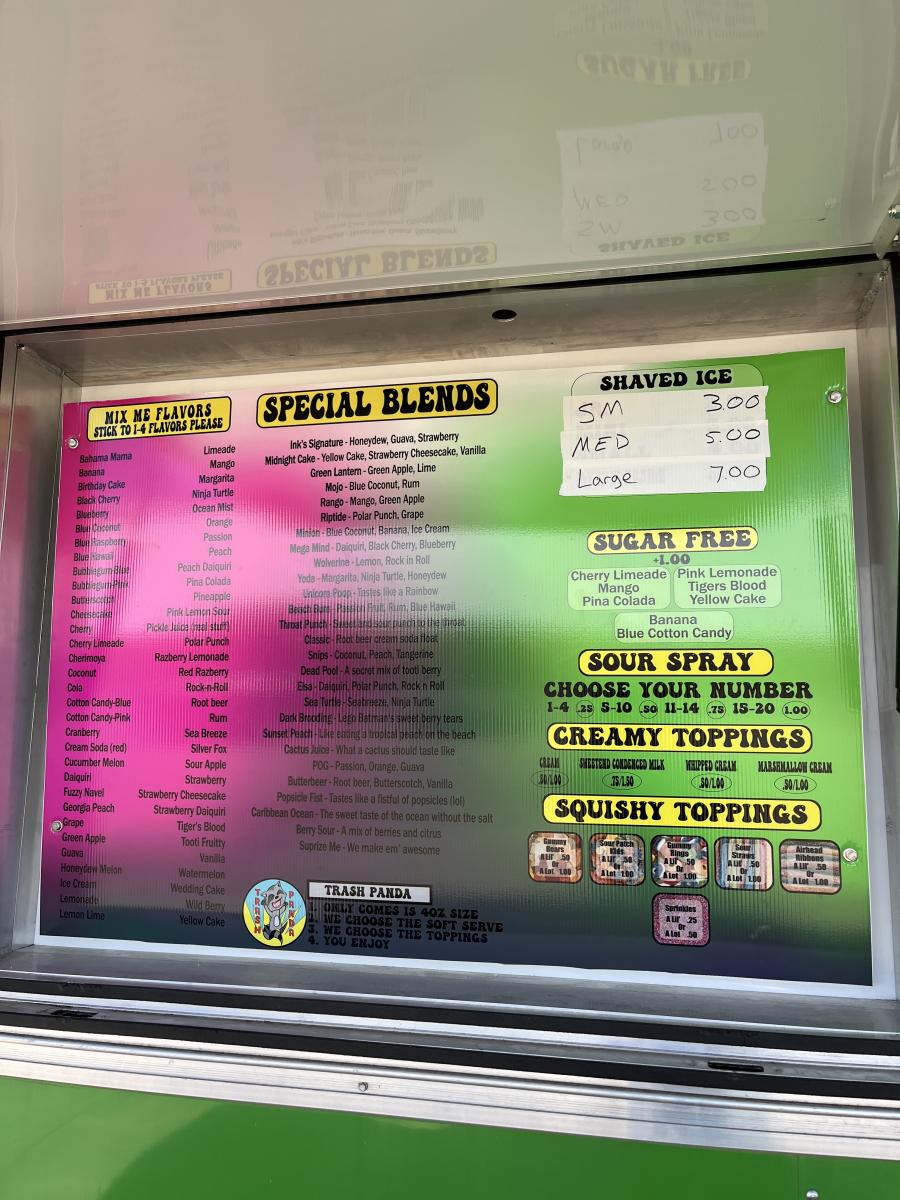 MIX ME FLAVORS
STICK TO 1-4 FLAVORS PLEASE
Bahama Mama
Banana
Birthday Cake
Black Cherry
Blueberry
Blue Coconut
Blue Raspberry
Blue Hawaii
Bubblegum-Blue
Bubblegum-Pink
Butterscotch
Cheesecake
Cherry
Cherry Limeade
Cherimoya
Coconut
Cola
Cotton Candy-Blue
Cotton Candy-Pink
Cranberry
Cream Soda (red)
Cucumber Melon
Daiquiri
Fuzzy Navel
Georgia Peach
Grape
Green Apple
Guava
Honeydew Melon
Ice Cream
Lemonade
Lemon Lime
Limeade
Mango
Margarita
Ninja Turtle
Ocean Mist
Orange
Passion
Peach
Peach Daiquiri
Pina Colada
Pineapple
Pink Lemon Sour
Pickle Juice (real stuff)
Polar Punch
Razberry Lemonade
Red Razberry
Rock-n-Roll
Root beer
Rum
Sea Breeze
Silver Fox
Sour Apple
Strawberry
Strawberry Cheesecake
Strawberry Daiquiri
Tiger's Blood
Tooti Fruitty
Vanilla
Watermelon
Wedding Cake
Wild Berry
Yellow Cake
SPECIAL BLENDS
Ink's Signature - Honeydew, Guava, Strawberry
Midnight Cake - Yellow Cake, Strawberry Cheesecake, Vanilla
Green Lantern - Green Apple, Lime
Mojo - Blue Coconut, Rum
Rango - Mango, Green Apple
Riptide - Polar Punch, Grape
Minion - Blue Coconut, Banana, Ice Cream
Mega Mind - Daiquiri, Black Cherry, Blueberry
Wolverine - Lemon, Rock in Roll
Yoda - Margarita, Ninja Turtle, Honeydew
Unicorn Poop - Tastes like a Rainbow
Beach Bum - Passion Fruit, Rum, Blue Hawaii
Throat Punch - Sweet and sour punch to the throat
Classic - Root beer cream soda float
Snips - Coconut, Peach, Tangerine
Dead Pool - A secret mix of tooti berry
Elsa - Daiquiri, Polar Punch, Rock n Roll
Sea Turtle - Seabreeze, Ninja Turtle
Dark Brooding - Lego Batman's sweet berry tears
Sunset Peach - Like eating a tropical peach on the beach
Cactus Juice - What a cactus should taste like
POG - Passion, Orange, Guava
Butterbeer - Root beer, Butterscotch, Vanilla
Popsicle Fist - Tastes like a fistful of popsicles (lol)
Caribbean Ocean - The sweet taste of the ocean without the salt
Berry Sour - A mix of berries and citrus
Suprize Me - We make em' awesome
TRASH PANDA
TRASH PANDA
1. ONLY COMES IS 4OZ SIZE
2. WE CHOOSE THE SOFT SERVE
3. WE CHOOSE THE TOPPINGS
4. YOU ENJOY
SHAVED ICE
SM 3.00
MED 5.00
Large 7.00
SUGAR FREE
+1.00
Cherry Limeade
Mango
Pina Colada
Pink Lemonade
Tigers Blood
Yellow Cake
Banana
Blue Cotton Candy
SOUR SPRAY
CHOOSE YOUR NUMBER
1-4 .25 5-10 .50 11-14 .75 15-20 1.00
CREAMY TOPPINGS
CREAM SWEETEND CONDENCED MILK WHIPPED CREAM MARSHMALLOW CREAM
.50/1.00 .75/1.50 .50/1.00 .50/1.00
SQUISHY TOPPINGS
Gummy
Bears
A Lil' .50
Or
A Lot 1.00
Sour Patch
Kids
A Lil' .50
Or
A Lot 1.00
Gummy
Rings
A Lil' .50
Or
A Lot 1.00
Sour
Straws
A Lil' .50
Or
A Lot 1.00
Airhead
Ribbons
A Lil' .50
Or
A Lot 1.00
Sprinkles
A Lil' .25
Or
A Lot .50